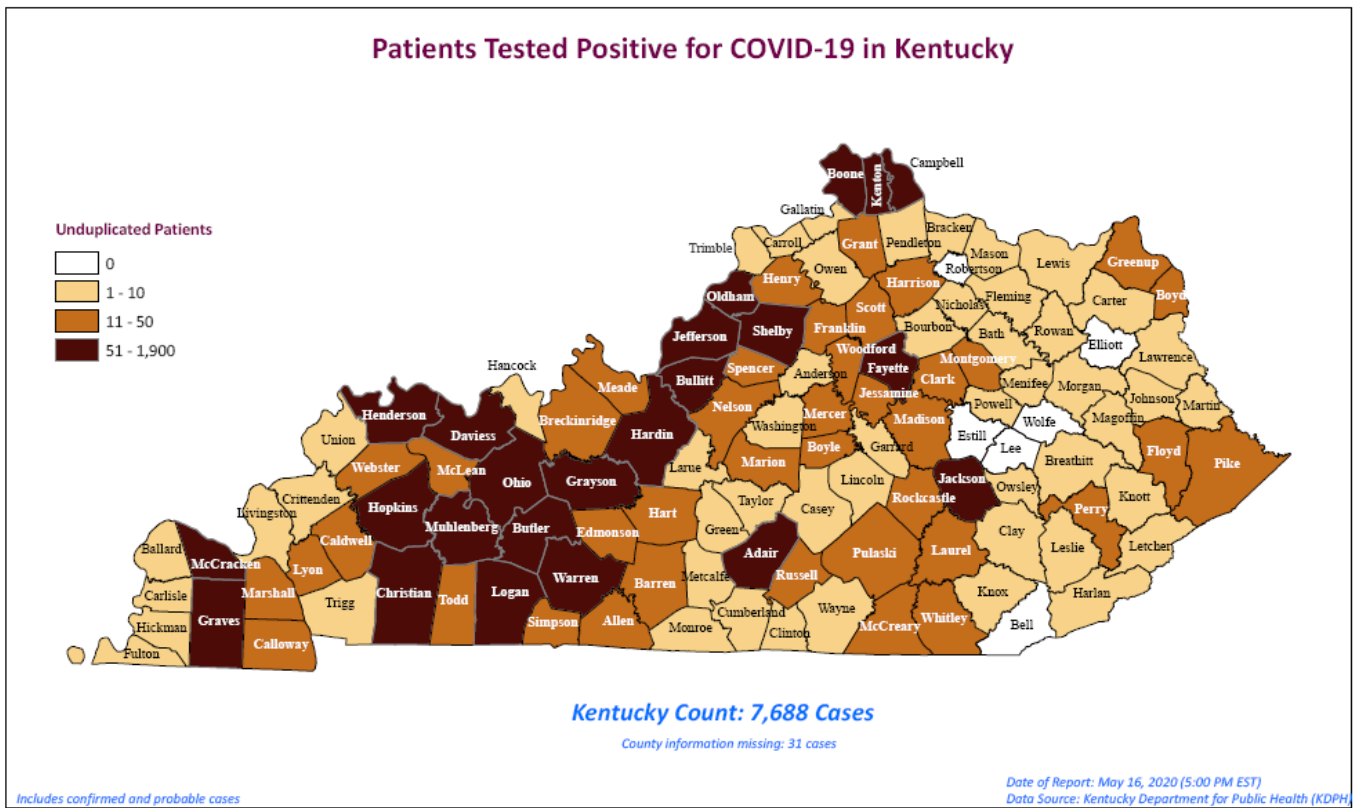 Patients Tested Positive for COVID-19 in Kentucky
Unduplicated Patients
0
1 - 10
11 - 50
51 - 1,900
Boone
Kenton
Campbell
Gallatin
Trimble
Carroll
Owen
Grant
Pendleton
Bracken
Mason
Robertson
Lewis
Greenup
Boyd
Henry
Harrison
Nicholas
Fleming
Carter
Oldham
Scott
Franklin
Bourbon
Bath
Rowan
Elliott
Lawrence
Jefferson
Shelby
Woodford
Fayette
Montgomery
Clark
Menifee
Morgan
Johnson
Martin
Hancock
Meade
Bullitt
Spencer
Anderson
Jessamine
Powell
Magoffin
Henderson
Breckinridge
Nelson
Washington
Mercer
Madison
Estill
Wolfe
Lee
Floyd
Pike
Union
Daviess
Hardin
Boyle
Garrard
Breathitt
Webster
McLean
Ohio
Grayson
Larue
Marion
Lincoln
Rockcastle
Jackson
Owsley
Knott
Perry
Crittenden
Livingston
Hopkins
Muhlenberg
Butler
Edmonson
Hart
Taylor
Green
Casey
Clay
Leslie
Letcher
Ballard
McCracken
Lyon
Caldwell
Adair
Russell
Pulaski
Laurel
Carlisle
Marshall
Trigg
Christian
Todd
Logan
Warren
Barren
Metcalfe
Cumberland
Wayne
Knox
Harlan
Hickman
Graves
Calloway
Simpson
Allen
Monroe
Clinton
McCreary
Whitley
Bell
Fulton
Kentucky Count: 7,688 Cases
County information missing: 31 cases
Includes confirmed and probable cases
Date of Report: May 16, 2020 (5:00 PM EST)
Data Source: Kentucky Department for Public Health (KDPH)